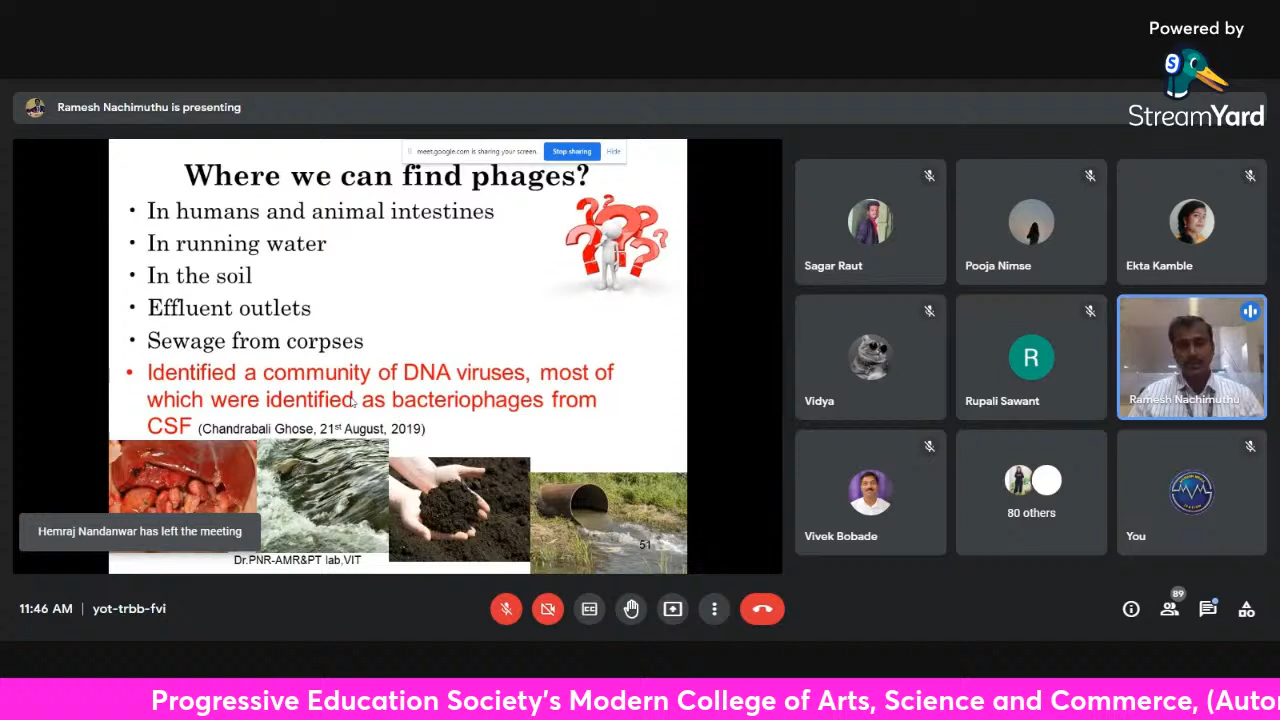 Powered by
S
StreamYard
Ramesh Nachimuthu is presenting
meet.google.com is sharing your screen.
Stop sharing
Hide
Where we can find phages?
• In humans and animal intestines
• In running water
• In the soil
• Effluent outlets
• Sewage from corpses
• Identified a community of DNA viruses, most of
which were identified as bacteriophages from
CSF (Chandrabali Ghose, 21st August, 2019)
51
Dr.PNR-AMR&PT lab,VIT
Hemraj Nandanwar has left the meeting
Sagar Raut
Pooja Nimse
Ekta Kamble
Vidya
R
Rupali Sawant
Ramesh Nachimuthu
Vivek Bobade
80 others
You
11:46 AM | yot-trbb-fvi
89
Progressive Education Society's Modern College of Arts, Science and Commerce, (Auto